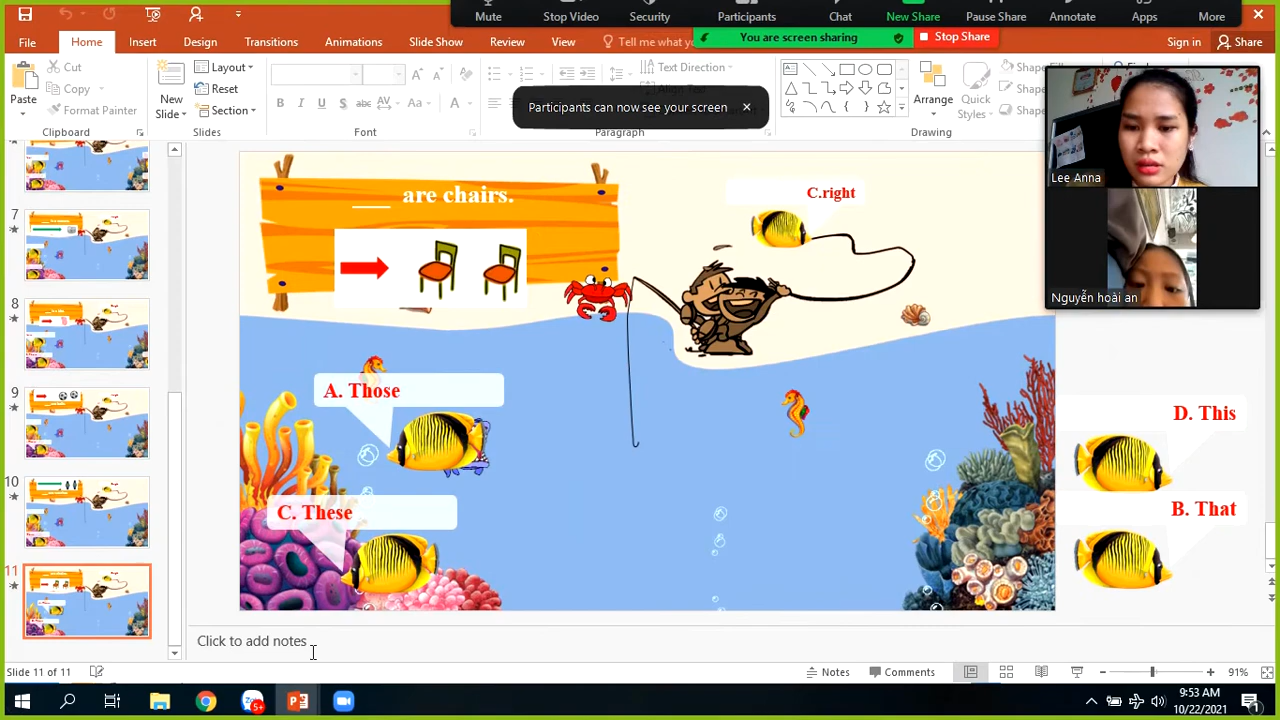 Mute
Stop Video
Security
Participants
Chat
New Share
Pause Share
Annotate
Apps
More
You are screen sharing
Stop Share
File
Home
Insert
Design
Transitions
Animations
Slide Show
Review
View
Tell me
Sign in
Share
Paste
Cut
Copy
Format Painter
Clipboard
New Slide
Layout
Reset
Section
Slides
Font
Participants can now see your screen
Paragraph
Text Direction
Arrange
Quick Styles
Drawing
Lee Anna
Nguyễn hoài an
7
8
9
10
11
___ are chairs.
C.right
A. Those
C. These
D. This
B. That
Click to add notes
Slide 11 of 11
Notes
Comments
91%
5+
9:53 AM
10/22/2021